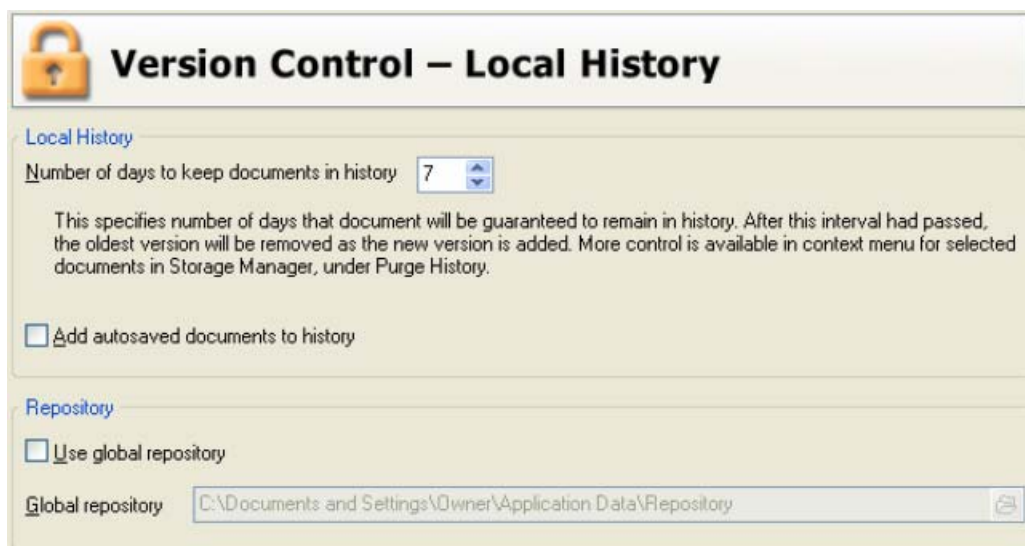 Version Control – Local History
Local History
Number of days to keep documents in history 7
This specifies number of days that document will be guaranteed to remain in history. After this interval had passed,
the oldest version will be removed as the new version is added. More control is available in context menu for selected
documents in Storage Manager, under Purge History.
Add autosaved documents to history
Repository
Use global repository
Global repository C:\Documents and Settings\Owner\Application Data\Repository